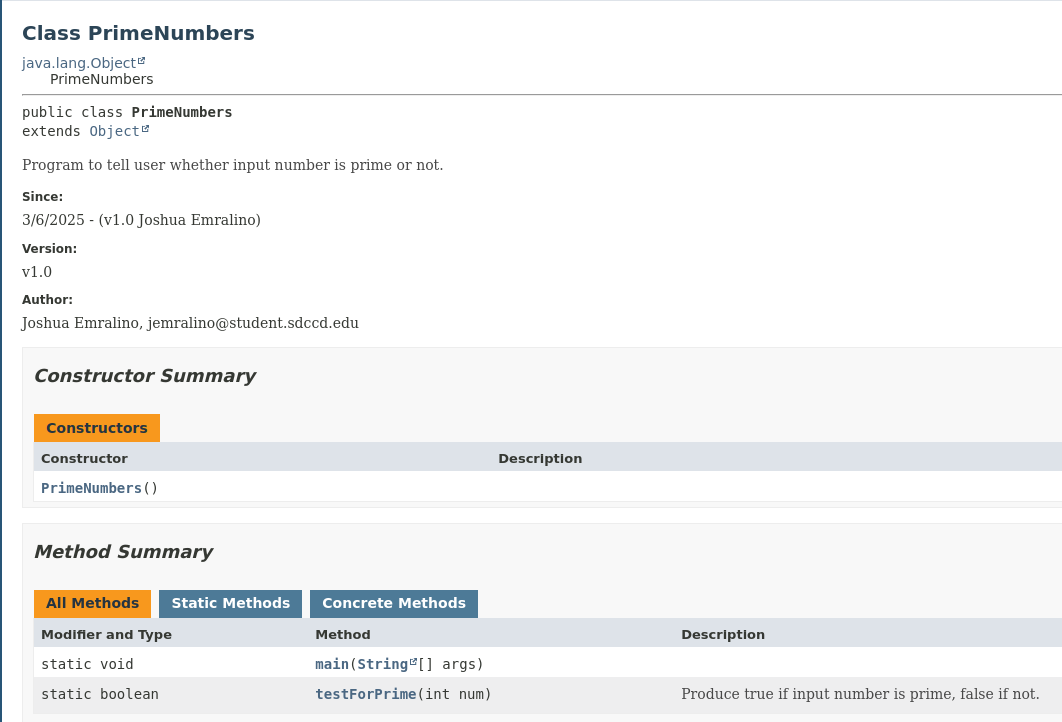 Class PrimeNumbers
java.lang.Object
PrimeNumbers
public class PrimeNumbers
extends Object
Program to tell user whether input number is prime or not.
Since:
3/6/2025 - (v1.0 Joshua Emralino)
Version:
v1.0
Author:
Joshua Emralino, jemralino@student.sdccd.edu
Constructor Summary
Constructors
Constructor Description
PrimeNumbers()
Method Summary
All Methods Static Methods Concrete Methods
Modifier and Type Method Description
static void main(String[] args)
static boolean testForPrime(int num) Produce true if input number is prime, false if not.